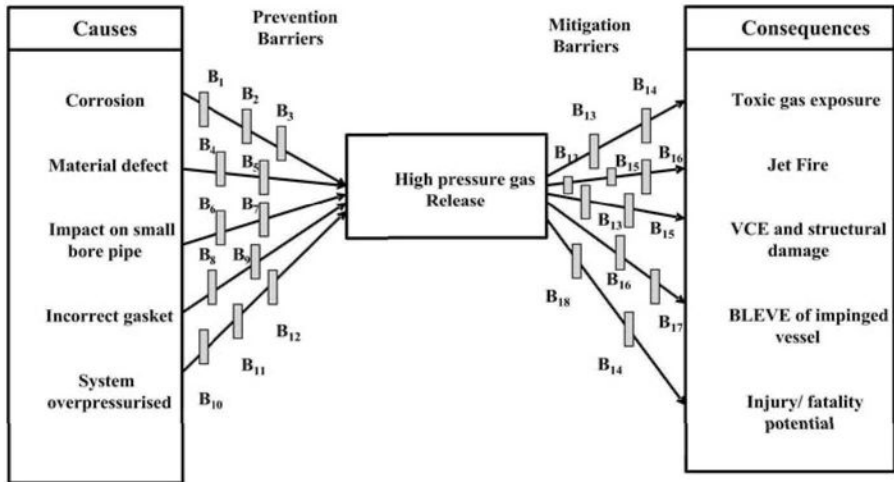 Causes
Prevention
Barriers
Mitigation
Barriers
Consequences
Corrosion
Material defect
Impact on small
bore pipe
Incorrect gasket
System
overpressurised
B₁
B₂
B₃
B₄
B₅
B₆
B₇
B₈
B₉
B₁₀
B₁₁
B₁₂
High pressure gas
Release
B₁₃
B₁₄
B₁₃
B₁₅
B₁₆
B₁₃
B₁₅
B₁₆
B₁₇
B₁₈
B₁₄
Toxic gas exposure
Jet Fire
VCE and structural
damage
BLEVE of impinged
vessel
Injury/ fatality
potential